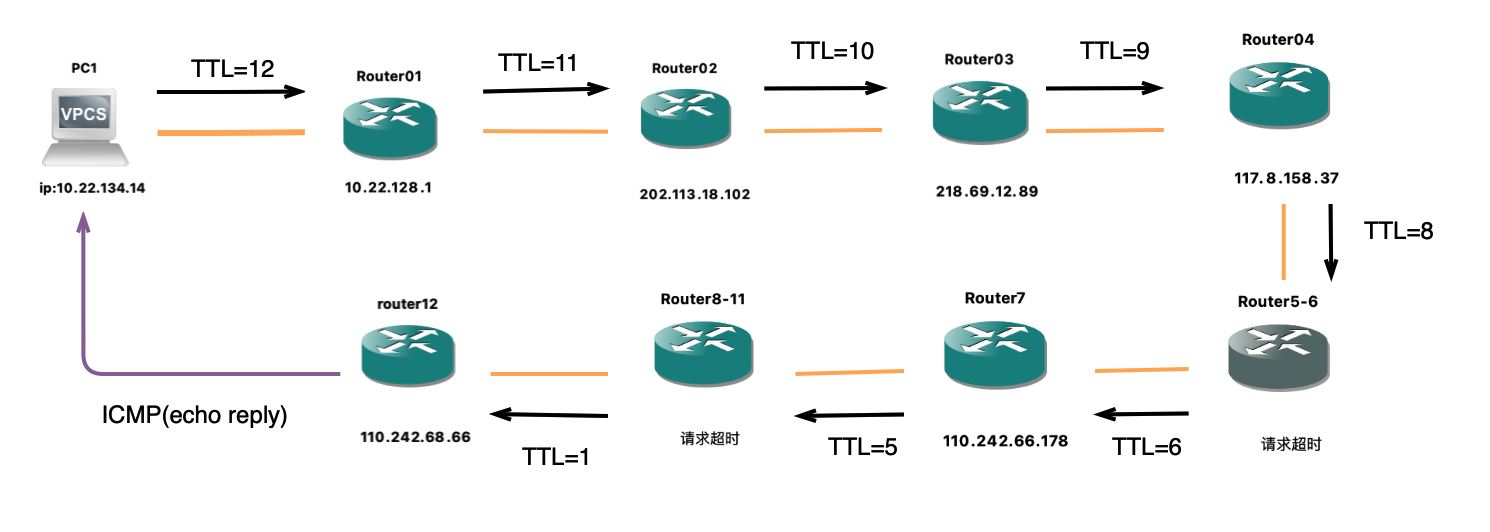 PC1
VPCS
ip:10.22.134.14
TTL=12
Router01
10.22.128.1
TTL=11
Router02
202.113.18.102
TTL=10
Router03
218.69.12.89
TTL=9
Router04
117.8.158.37
TTL=8
Router5-6
请求超时
TTL=6
Router7
110.242.66.178
TTL=5
Router8-11
请求超时
TTL=1
router12
110.242.68.66
ICMP(echo reply)